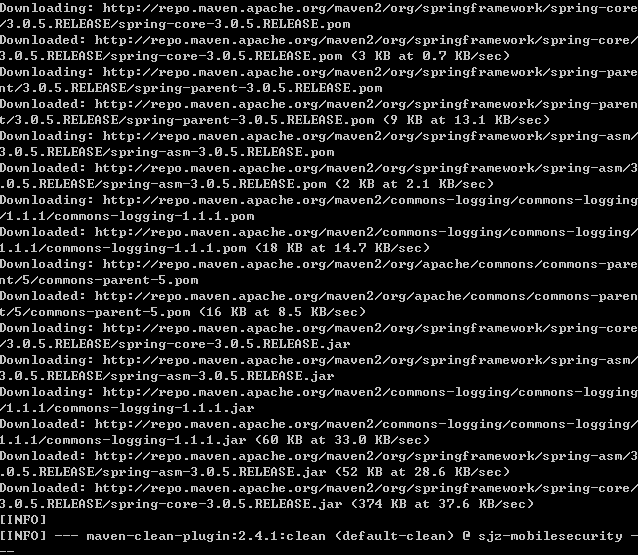 Downloading: http://repo.maven.apache.org/maven2/org/springframework/spring-core
/3.0.5.RELEASE/spring-core-3.0.5.RELEASE.pom
Downloaded: http://repo.maven.apache.org/maven2/org/springframework/spring-core/
3.0.5.RELEASE/spring-core-3.0.5.RELEASE.pom (3 KB at 0.7 KB/sec)
Downloading: http://repo.maven.apache.org/maven2/org/springframework/spring-pare
nt/3.0.5.RELEASE/spring-parent-3.0.5.RELEASE.pom
Downloaded: http://repo.maven.apache.org/maven2/org/springframework/spring-paren
t/3.0.5.RELEASE/spring-parent-3.0.5.RELEASE.pom (9 KB at 13.1 KB/sec)
Downloading: http://repo.maven.apache.org/maven2/org/springframework/spring-asm/
3.0.5.RELEASE/spring-asm-3.0.5.RELEASE.pom
Downloaded: http://repo.maven.apache.org/maven2/org/springframework/spring-asm/3
.0.5.RELEASE/spring-asm-3.0.5.RELEASE.pom (2 KB at 2.1 KB/sec)
Downloading: http://repo.maven.apache.org/maven2/commons-logging/commons-logging
/1.1.1/commons-logging-1.1.1.pom
Downloaded: http://repo.maven.apache.org/maven2/commons-logging/commons-logging/
1.1.1/commons-logging-1.1.1.pom (18 KB at 14.7 KB/sec)
Downloading: http://repo.maven.apache.org/maven2/org/apache/commons/commons-pare
nt/5/commons-parent-5.pom
Downloaded: http://repo.maven.apache.org/maven2/org/apache/commons/commons-paren
t/5/commons-parent-5.pom (16 KB at 8.5 KB/sec)
Downloading: http://repo.maven.apache.org/maven2/org/springframework/spring-core
/3.0.5.RELEASE/spring-core-3.0.5.RELEASE.jar
Downloading: http://repo.maven.apache.org/maven2/org/springframework/spring-asm/
3.0.5.RELEASE/spring-asm-3.0.5.RELEASE.jar
Downloading: http://repo.maven.apache.org/maven2/commons-logging/commons-logging
/1.1.1/commons-logging-1.1.1.jar
Downloaded: http://repo.maven.apache.org/maven2/commons-logging/commons-logging/
1.1.1/commons-logging-1.1.1.jar (60 KB at 33.0 KB/sec)
Downloaded: http://repo.maven.apache.org/maven2/org/springframework/spring-asm/3
.0.5.RELEASE/spring-asm-3.0.5.RELEASE.jar (52 KB at 28.6 KB/sec)
Downloaded: http://repo.maven.apache.org/maven2/org/springframework/spring-core/
3.0.5.RELEASE/spring-core-3.0.5.RELEASE.jar (374 KB at 37.6 KB/sec)
[INFO]
[INFO] --- maven-clean-plugin:2.4.1:clean (default-clean) @ sjz-mobilesecurity -
--